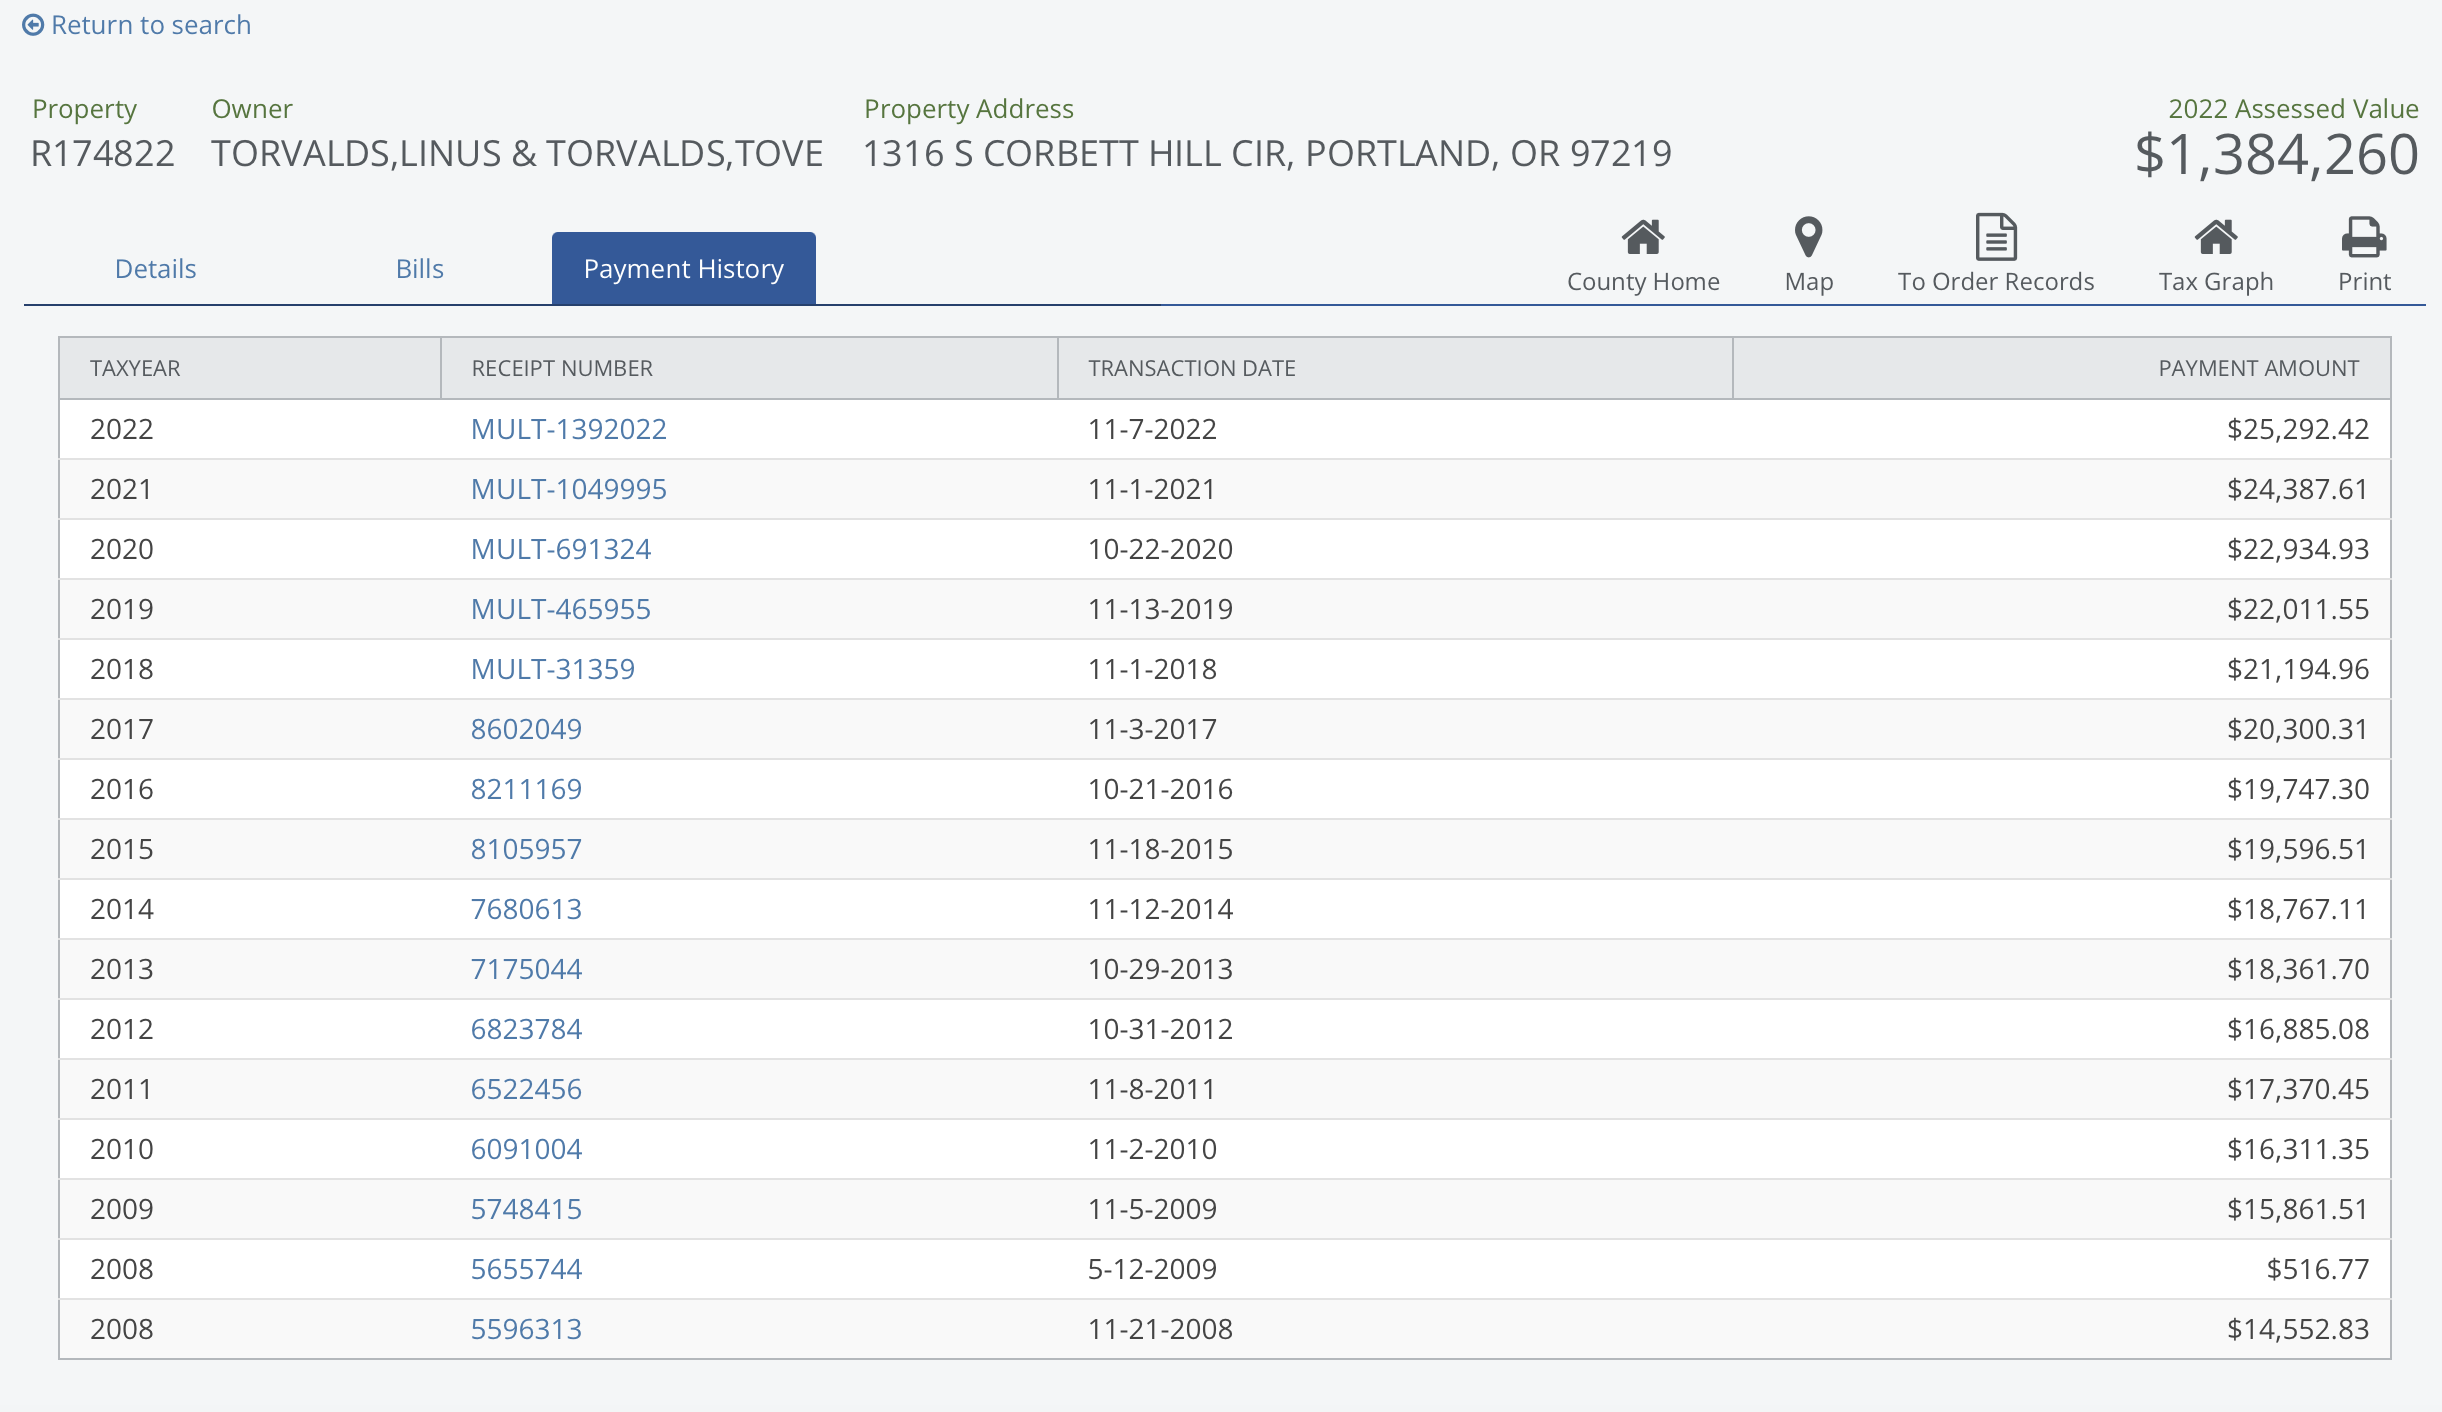 Return to search
Property Owner Property Address 2022 Assessed Value
R174822 TORVALDS,LINUS & TORVALDS,TOVE 1316 S CORBETT HILL CIR, PORTLAND, OR 97219 $1,384,260
Details Bills Payment History County Home Map To Order Records Tax Graph Print
TAXYEAR RECEIPT NUMBER TRANSACTION DATE PAYMENT AMOUNT
2022 MULT-1392022 11-7-2022 $25,292.42
2021 MULT-1049995 11-1-2021 $24,387.61
2020 MULT-691324 10-22-2020 $22,934.93
2019 MULT-465955 11-13-2019 $22,011.55
2018 MULT-31359 11-1-2018 $21,194.96
2017 8602049 11-3-2017 $20,300.31
2016 8211169 10-21-2016 $19,747.30
2015 8105957 11-18-2015 $19,596.51
2014 7680613 11-12-2014 $18,767.11
2013 7175044 10-29-2013 $18,361.70
2012 6823784 10-31-2012 $16,885.08
2011 6522456 11-8-2011 $17,370.45
2010 6091004 11-2-2010 $16,311.35
2009 5748415 11-5-2009 $15,861.51
2008 5655744 5-12-2009 $516.77
2008 5596313 11-21-2008 $14,552.83